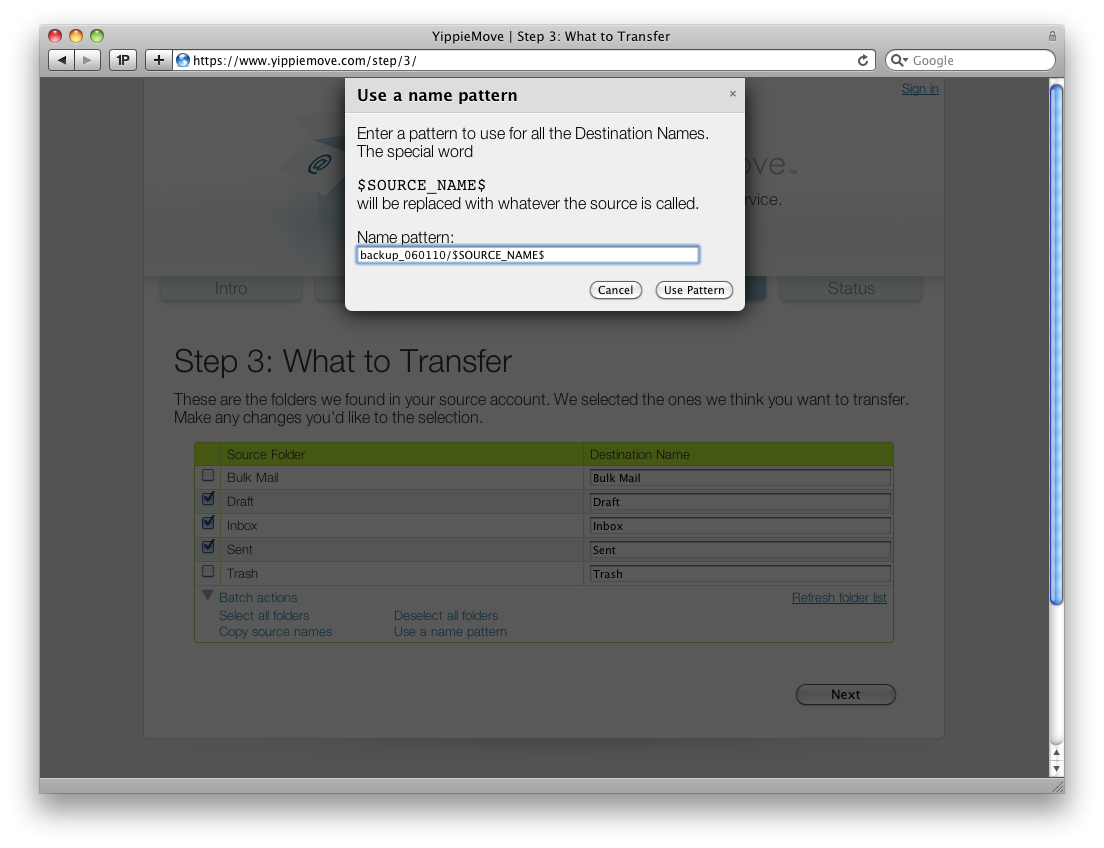 YippieMove | Step 3: What to Transfer
1P
+
https://www.yippiemove.com/step/3/
Google
Use a name pattern
×
Sign in
Enter a pattern to use for all the Destination Names.
The special word
$SOURCE_NAME$
will be replaced with whatever the source is called.
Name pattern:
backup_060110/$SOURCE_NAME$
Cancel
Use Pattern
@
ove™
rvice.
Intro
Status
Step 3: What to Transfer
These are the folders we found in your source account. We selected the ones we think you want to transfer.
Make any changes you'd like to the selection.
Source Folder
Destination Name
Bulk Mail
Bulk Mail
Draft
Draft
Inbox
Inbox
Sent
Sent
Trash
Trash
Batch actions
Refresh folder list
Select all folders
Deselect all folders
Copy source names
Use a name pattern
Next